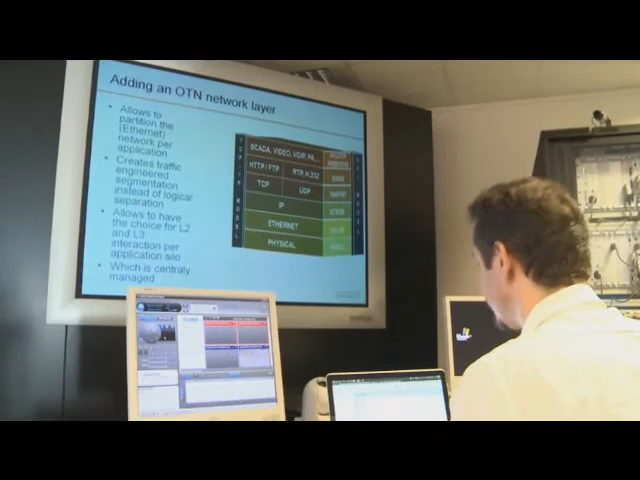 Adding an OTN network layer
• Allows to
partition the
(Ethernet)
network per
application
• Creates traffic
engineered
segmentation
instead of logical
separation
• Allows to have
the choice for L2
and L3
interaction per
application silo
• Which is centraly
managed
SCADA, VIDEO, VOIP, PA,...
HTTP / FTP
RTP, H.232
TCP
UDP
IP
ETHERNET
PHYSICAL